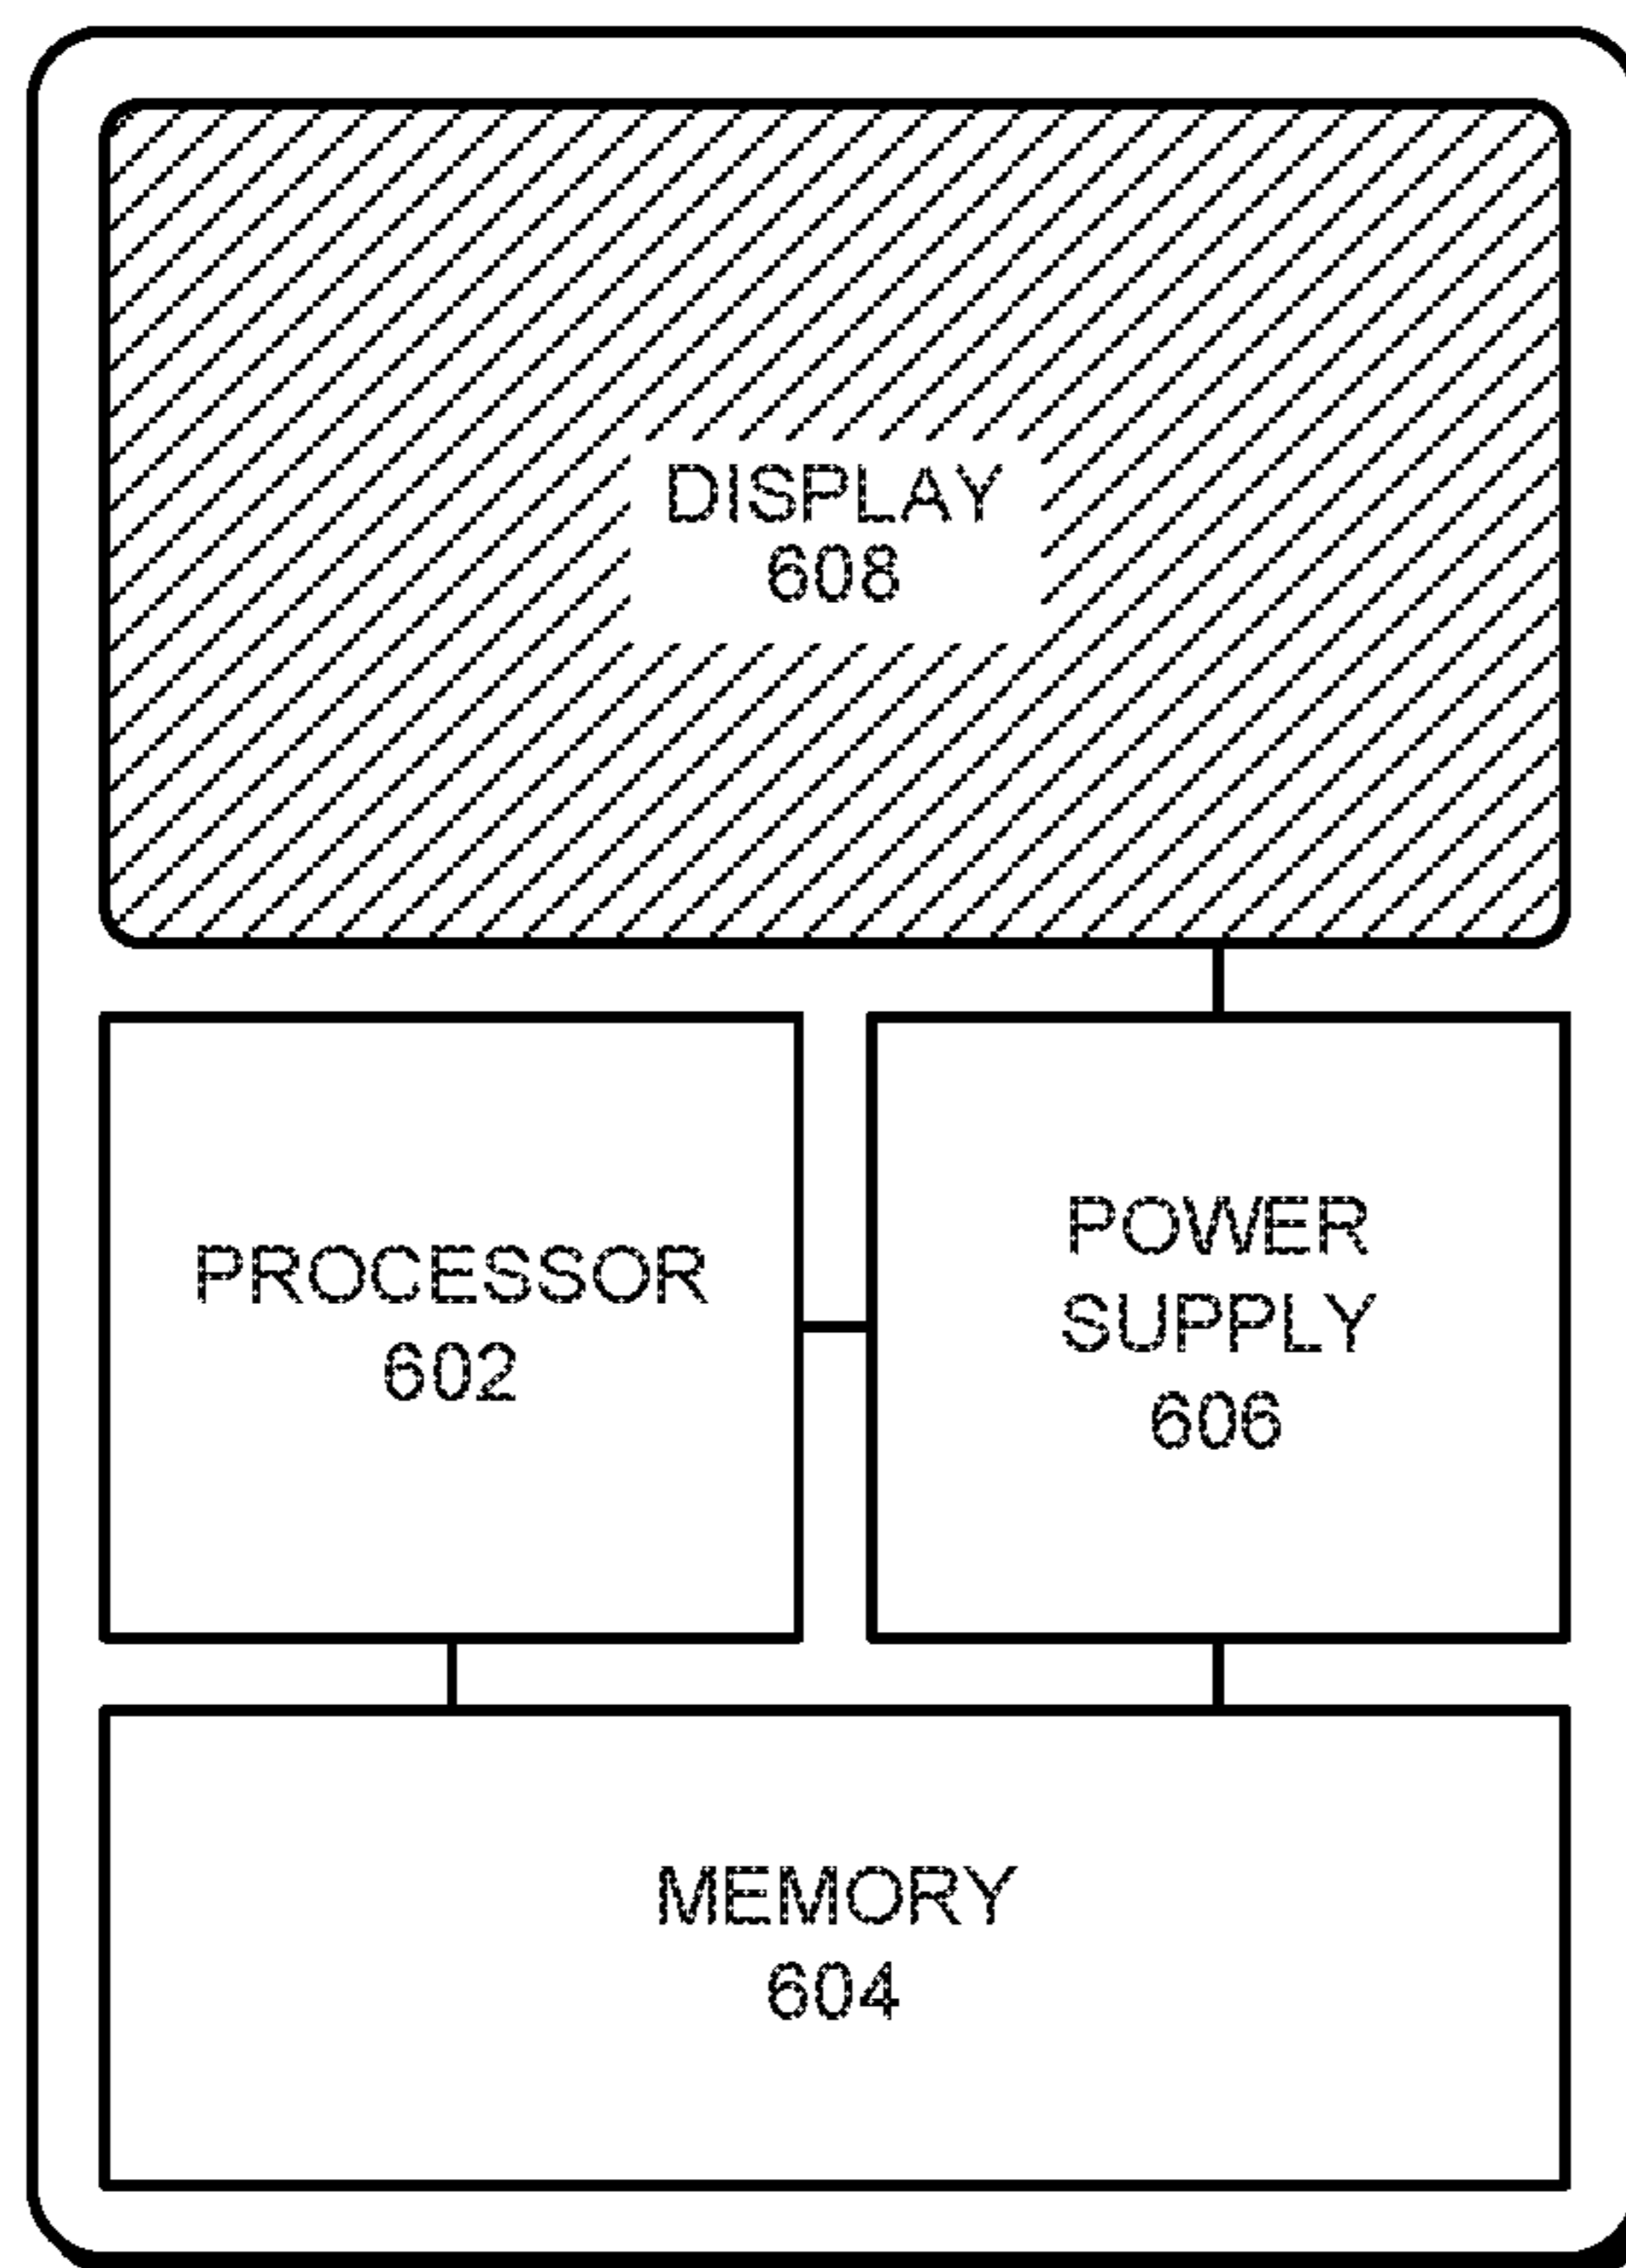 DISPLAY
608
PROCESSOR
602
POWER
SUPPLY
606
MEMORY
604